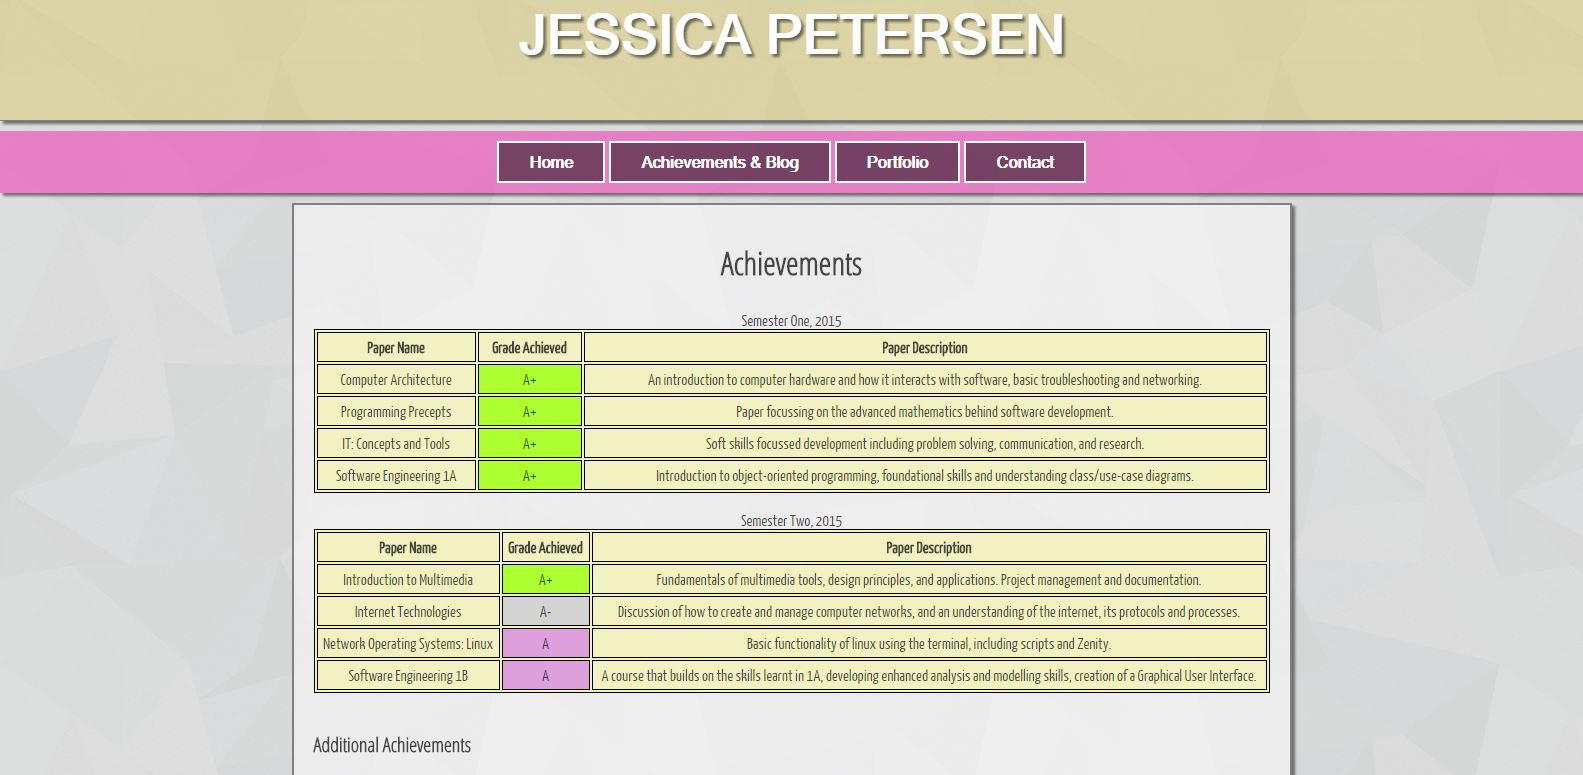 JESSICA PETERSEN
Home Achievements & Blog Portfolio Contact
Achievements
Semester One, 2015
Paper Name Grade Achieved Paper Description
Computer Architecture A+ An introduction to computer hardware and how it interacts with software, basic troubleshooting and networking.
Programming Precepts A+ Paper focussing on the advanced mathematics behind software development.
IT: Concepts and Tools A+ Soft skills focussed development including problem solving, communication, and research.
Software Engineering 1A A+ Introduction to object-oriented programming, foundational skills and understanding class/use-case diagrams.
Semester Two, 2015
Paper Name Grade Achieved Paper Description
Introduction to Multimedia A+ Fundamentals of multimedia tools, design principles, and applications. Project management and documentation.
Internet Technologies A- Discussion of how to create and manage computer networks, and an understanding of the internet, its protocols and processes.
Network Operating Systems: Linux A Basic functionality of linux using the terminal, including scripts and Zenity.
Software Engineering 1B A A course that builds on the skills learnt in 1A, developing enhanced analysis and modelling skills, creation of a Graphical User Interface.
Additional Achievements